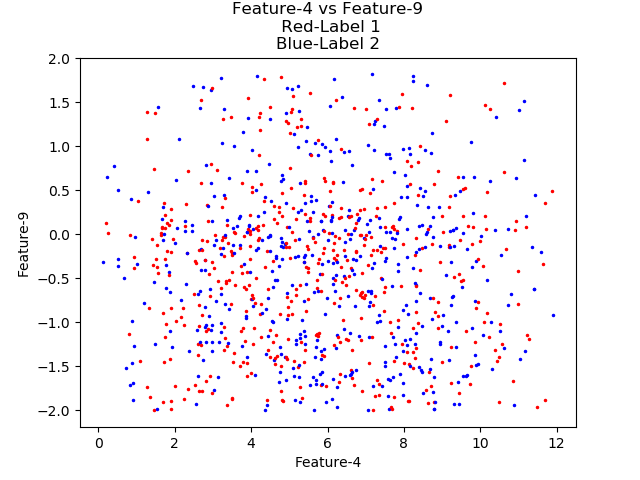 Feature-4 vs Feature-9
Red-Label 1
Blue-Label 2
2.0
1.5
1.0
0.5
0.0
−0.5
−1.0
−1.5
−2.0
Feature-9
0 2 4 6 8 10 12
Feature-4